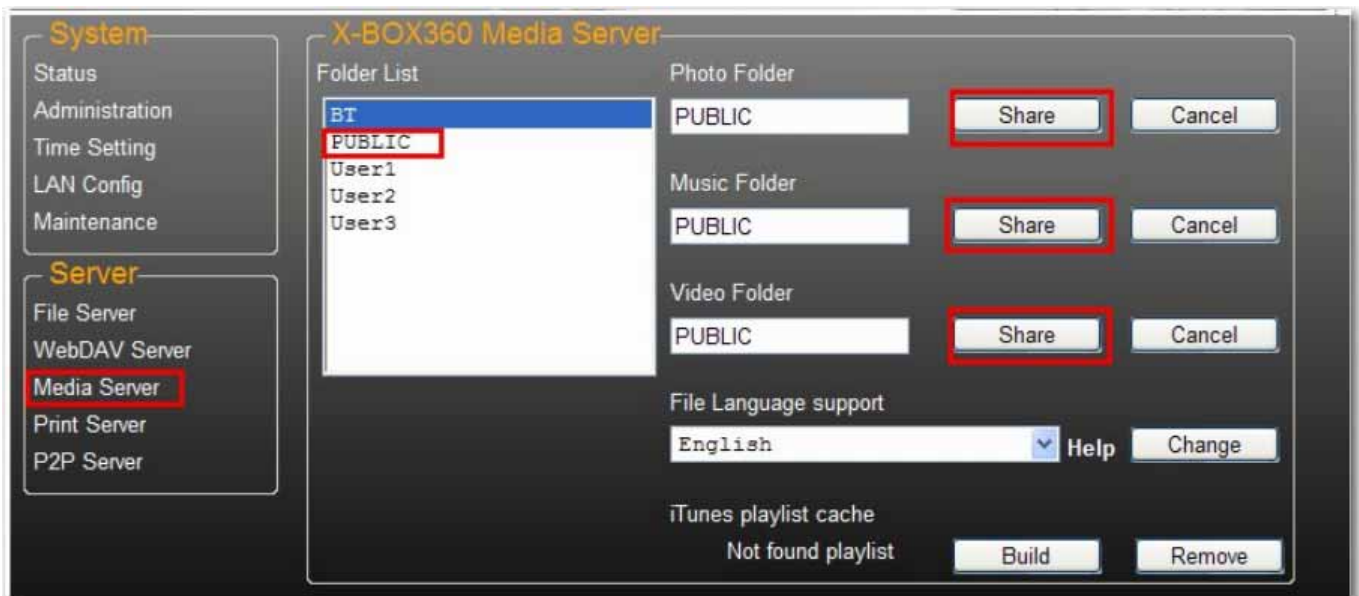 System
Status
Administration
Time Setting
LAN Config
Maintenance
Server
File Server
WebDAV Server
Media Server
Print Server
P2P Server
X-BOX360 Media Server
Folder List
BT
PUBLIC
User1
User2
User3
Photo Folder
PUBLIC Share Cancel
Music Folder
PUBLIC Share Cancel
Video Folder
PUBLIC Share Cancel
File Language support
English Help Change
iTunes playlist cache
Not found playlist Build Remove